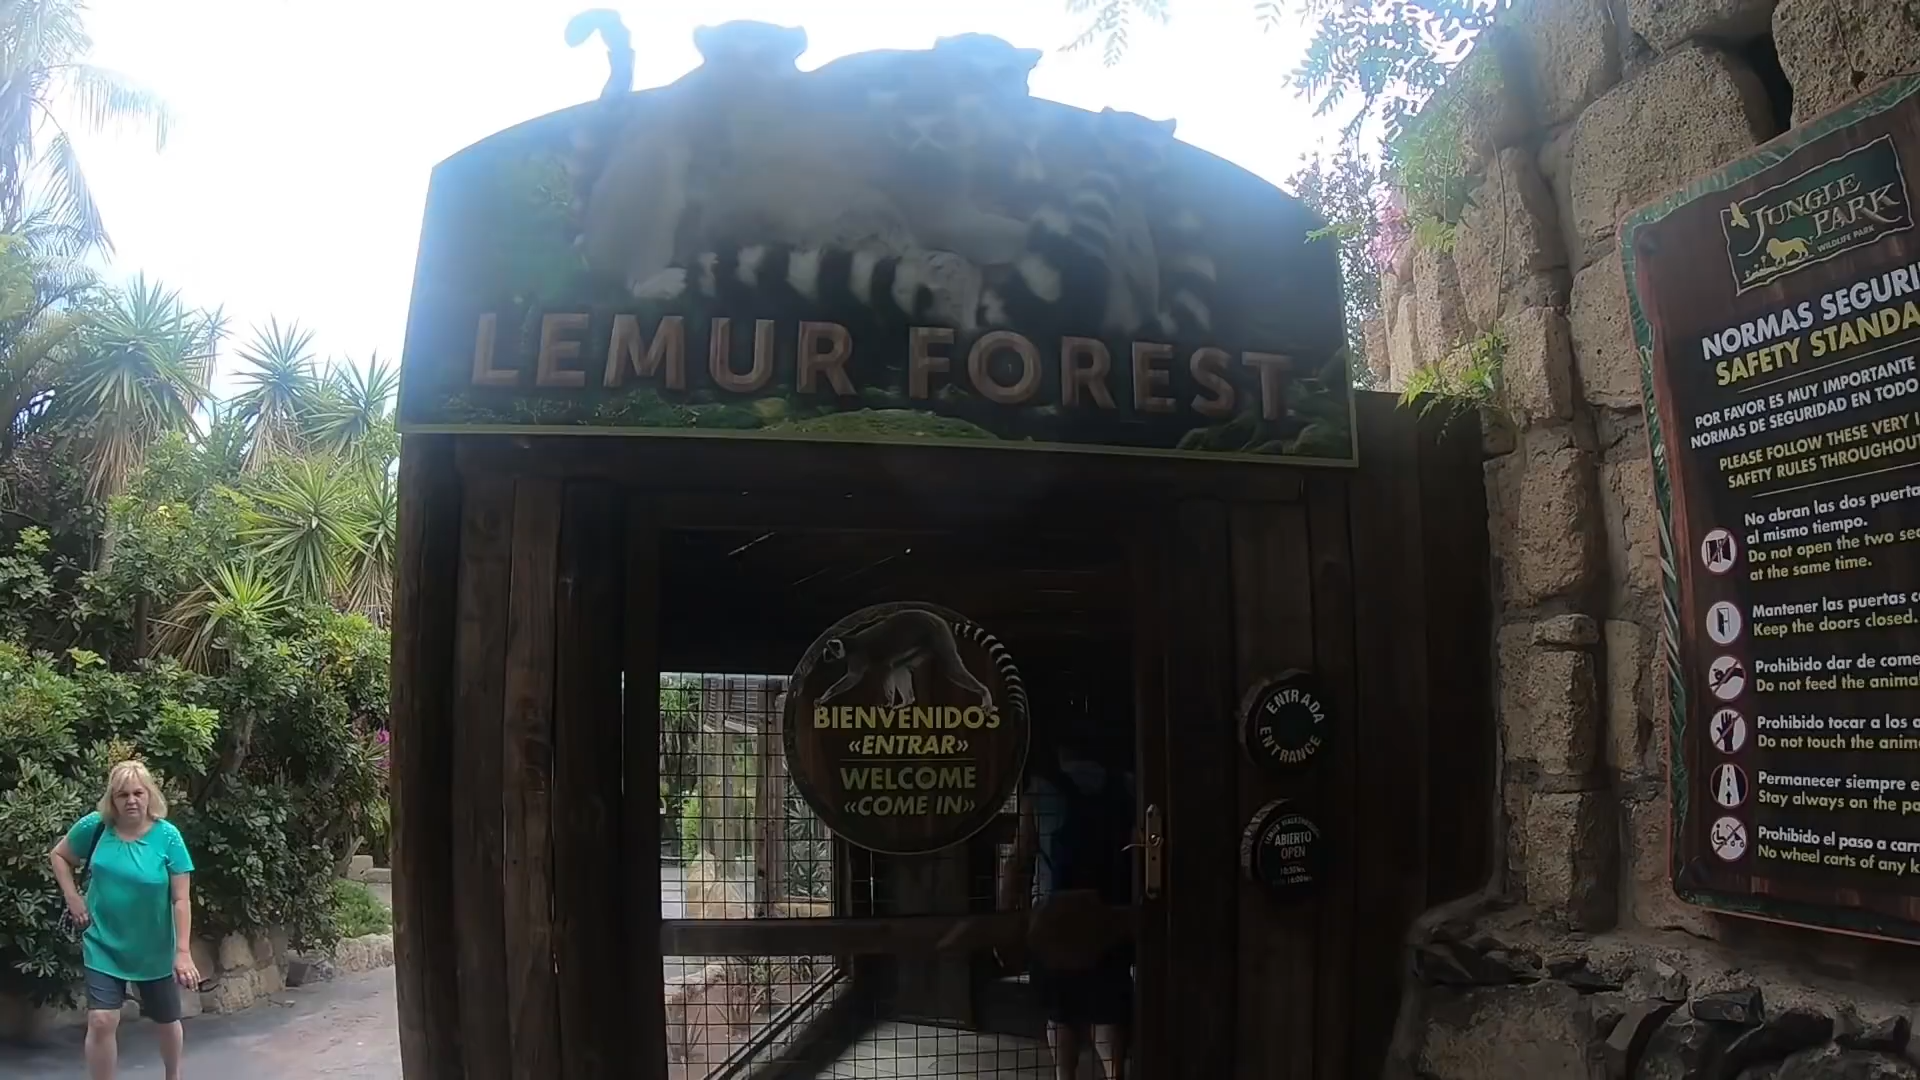 LEMUR FOREST
BIENVENIDOS
«ENTRAR»
WELCOME
«COME IN»
ENTRADA
ENTRANCE
ABIERTO
OPEN
JUNGLE
PARK
WILDLIFE PARK
NORMAS SEGURI
SAFETY STANDA
POR FAVOR ES MUY IMPORTANTE
NORMAS DE SEGURIDAD EN TODO
PLEASE FOLLOW THESE VERY
SAFETY RULES THROUGHOU
No abran las dos puerta
al mismo tiempo.
Do not open the two sec
at the same time.
Mantener las puertas c
Keep the doors closed.
Prohibido dar de come
Do not feed the anima
Prohibido tocar a los a
Do not touch the anim
Permanecer siempre e
Stay always on the pa
Prohibido el paso a carr
No wheel carts of any k